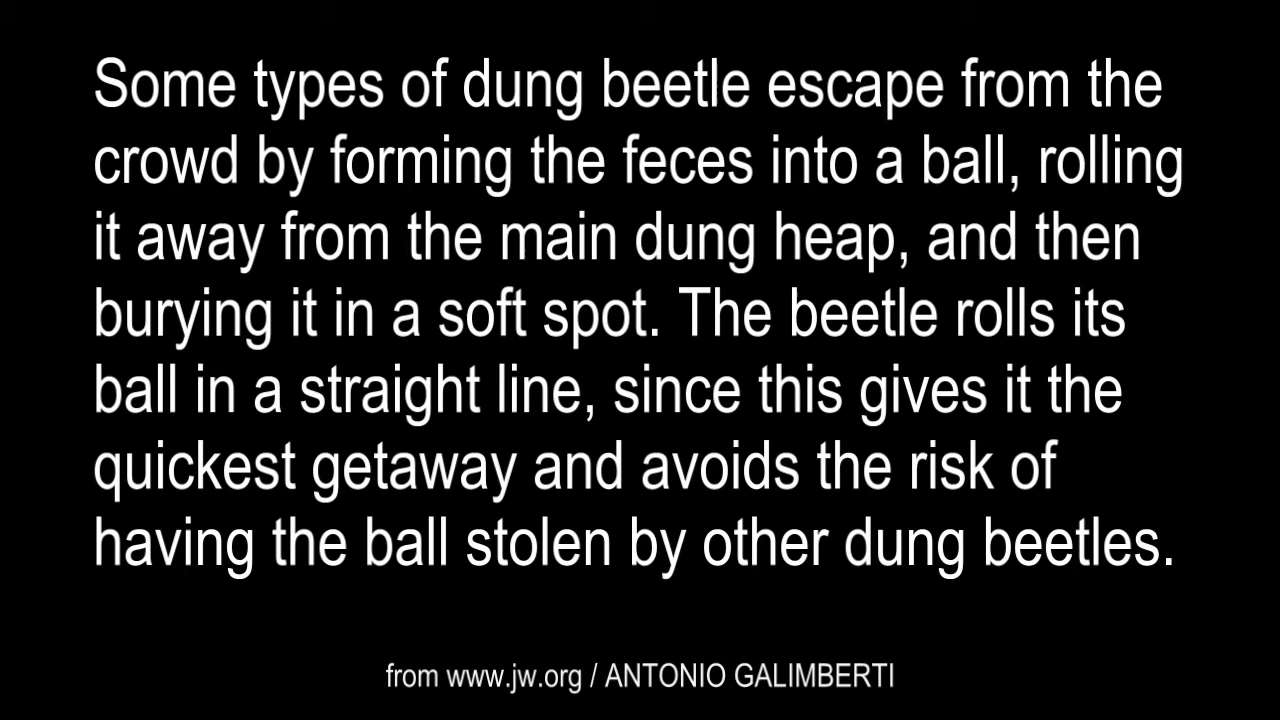 Some types of dung beetle escape from the
crowd by forming the feces into a ball, rolling
it away from the main dung heap, and then
burying it in a soft spot. The beetle rolls its
ball in a straight line, since this gives it the
quickest getaway and avoids the risk of
having the ball stolen by other dung beetles.
from www.jw.org / ANTONIO GALIMBERTI